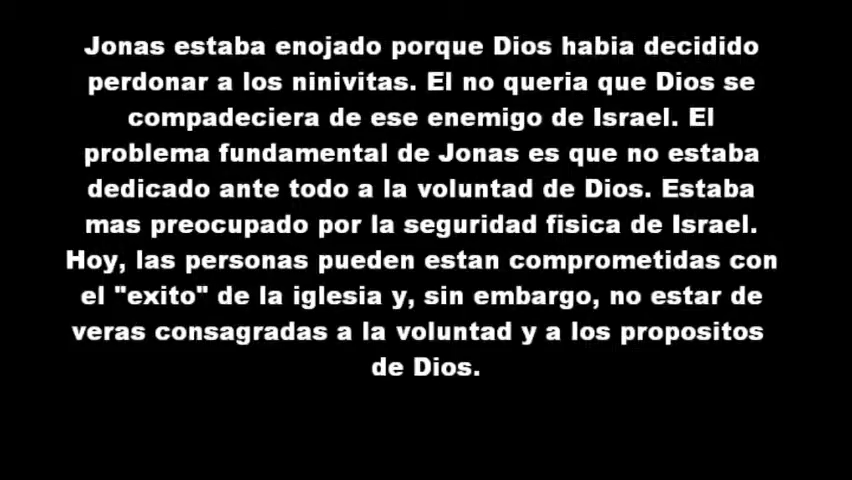 Jonas estaba enojado porque Dios habia decidido
perdonar a los ninivitas. El no queria que Dios se
compadeciera de ese enemigo de Israel. El
problema fundamental de Jonas es que no estaba
dedicado ante todo a la voluntad de Dios. Estaba
mas preocupado por la seguridad fisica de Israel.
Hoy, las personas pueden estan comprometidas con
el "exito" de la iglesia y, sin embargo, no estar de
veras consagradas a la voluntad y a los propositos
de Dios.